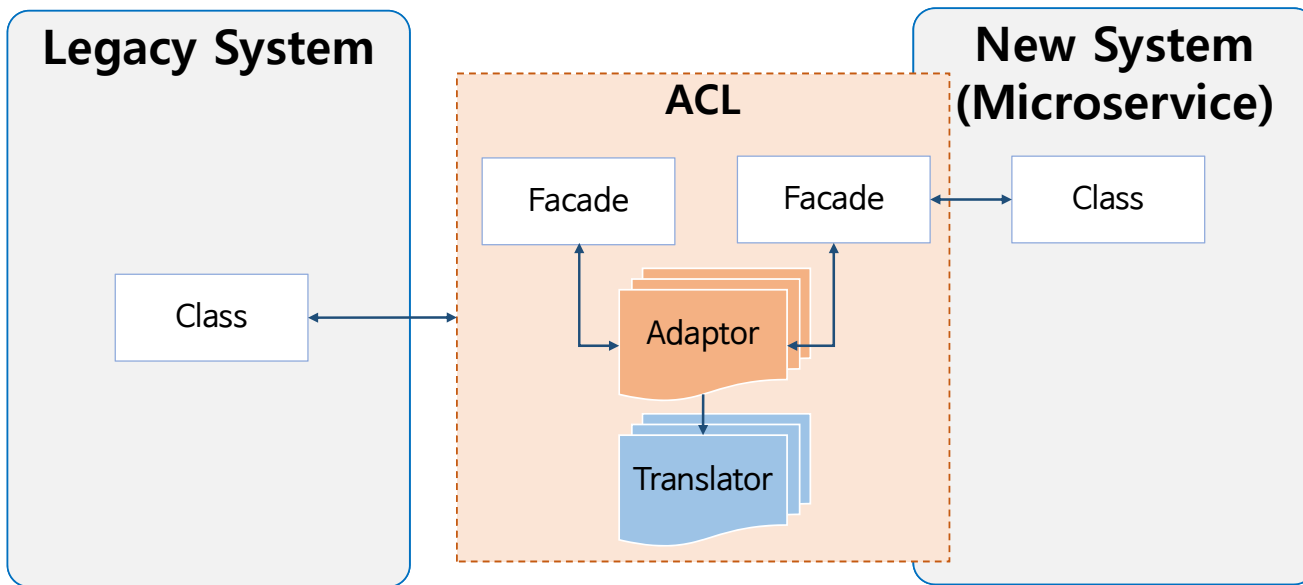 Legacy System
ACL
New System
(Microservice)
Facade
Facade
Class
Class
Adaptor
Translator